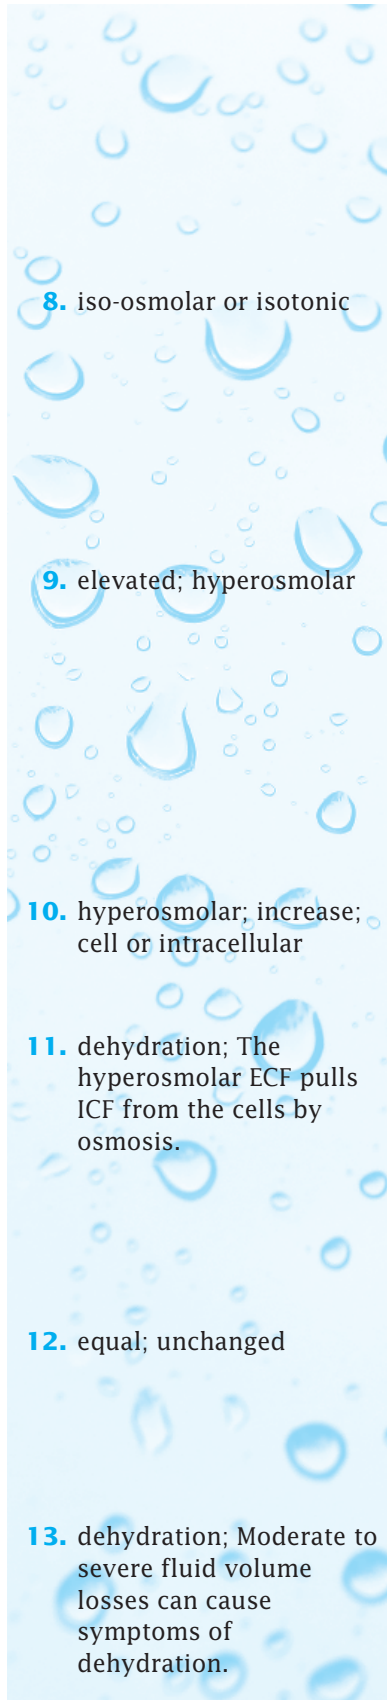 8. iso-osmolar or isotonic
9. elevated; hyperosmolar
10. hyperosmolar; increase;
cell or intracellular
11. dehydration; The
hyperosmolar ECF pulls
ICF from the cells by
osmosis.
12. equal; unchanged
13. dehydration; Moderate to
severe fluid volume
losses can cause
symptoms of
dehydration.